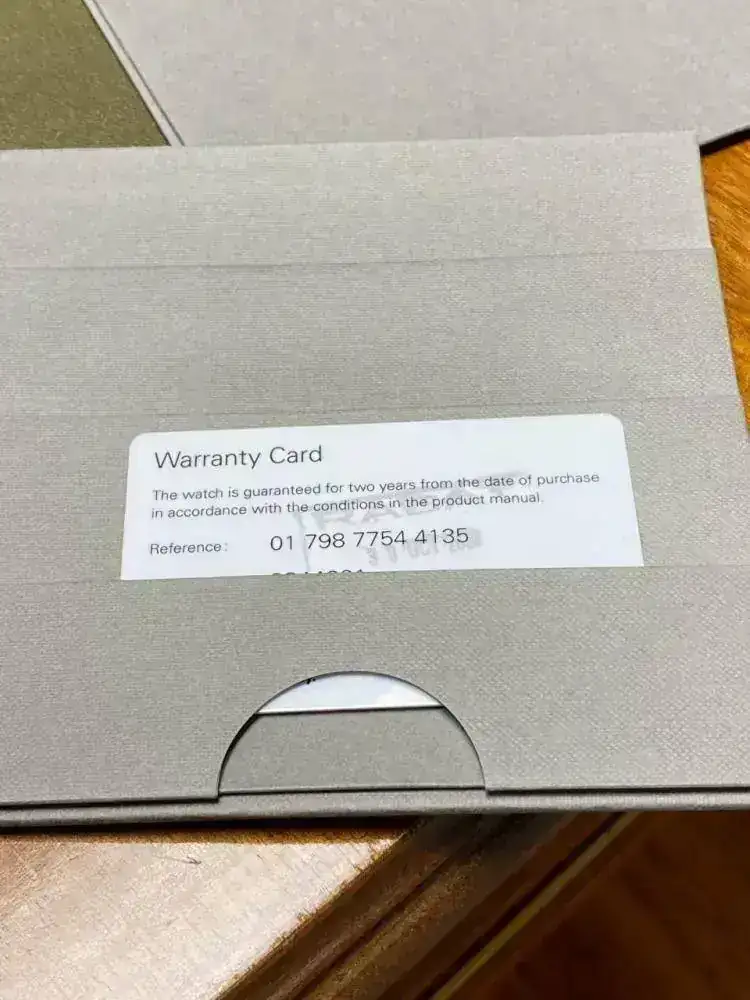 Warranty Card
The watch is guaranteed for two years from the date of purchase
in accordance with the conditions in the product manual.
Reference: 01 798 7754 4135